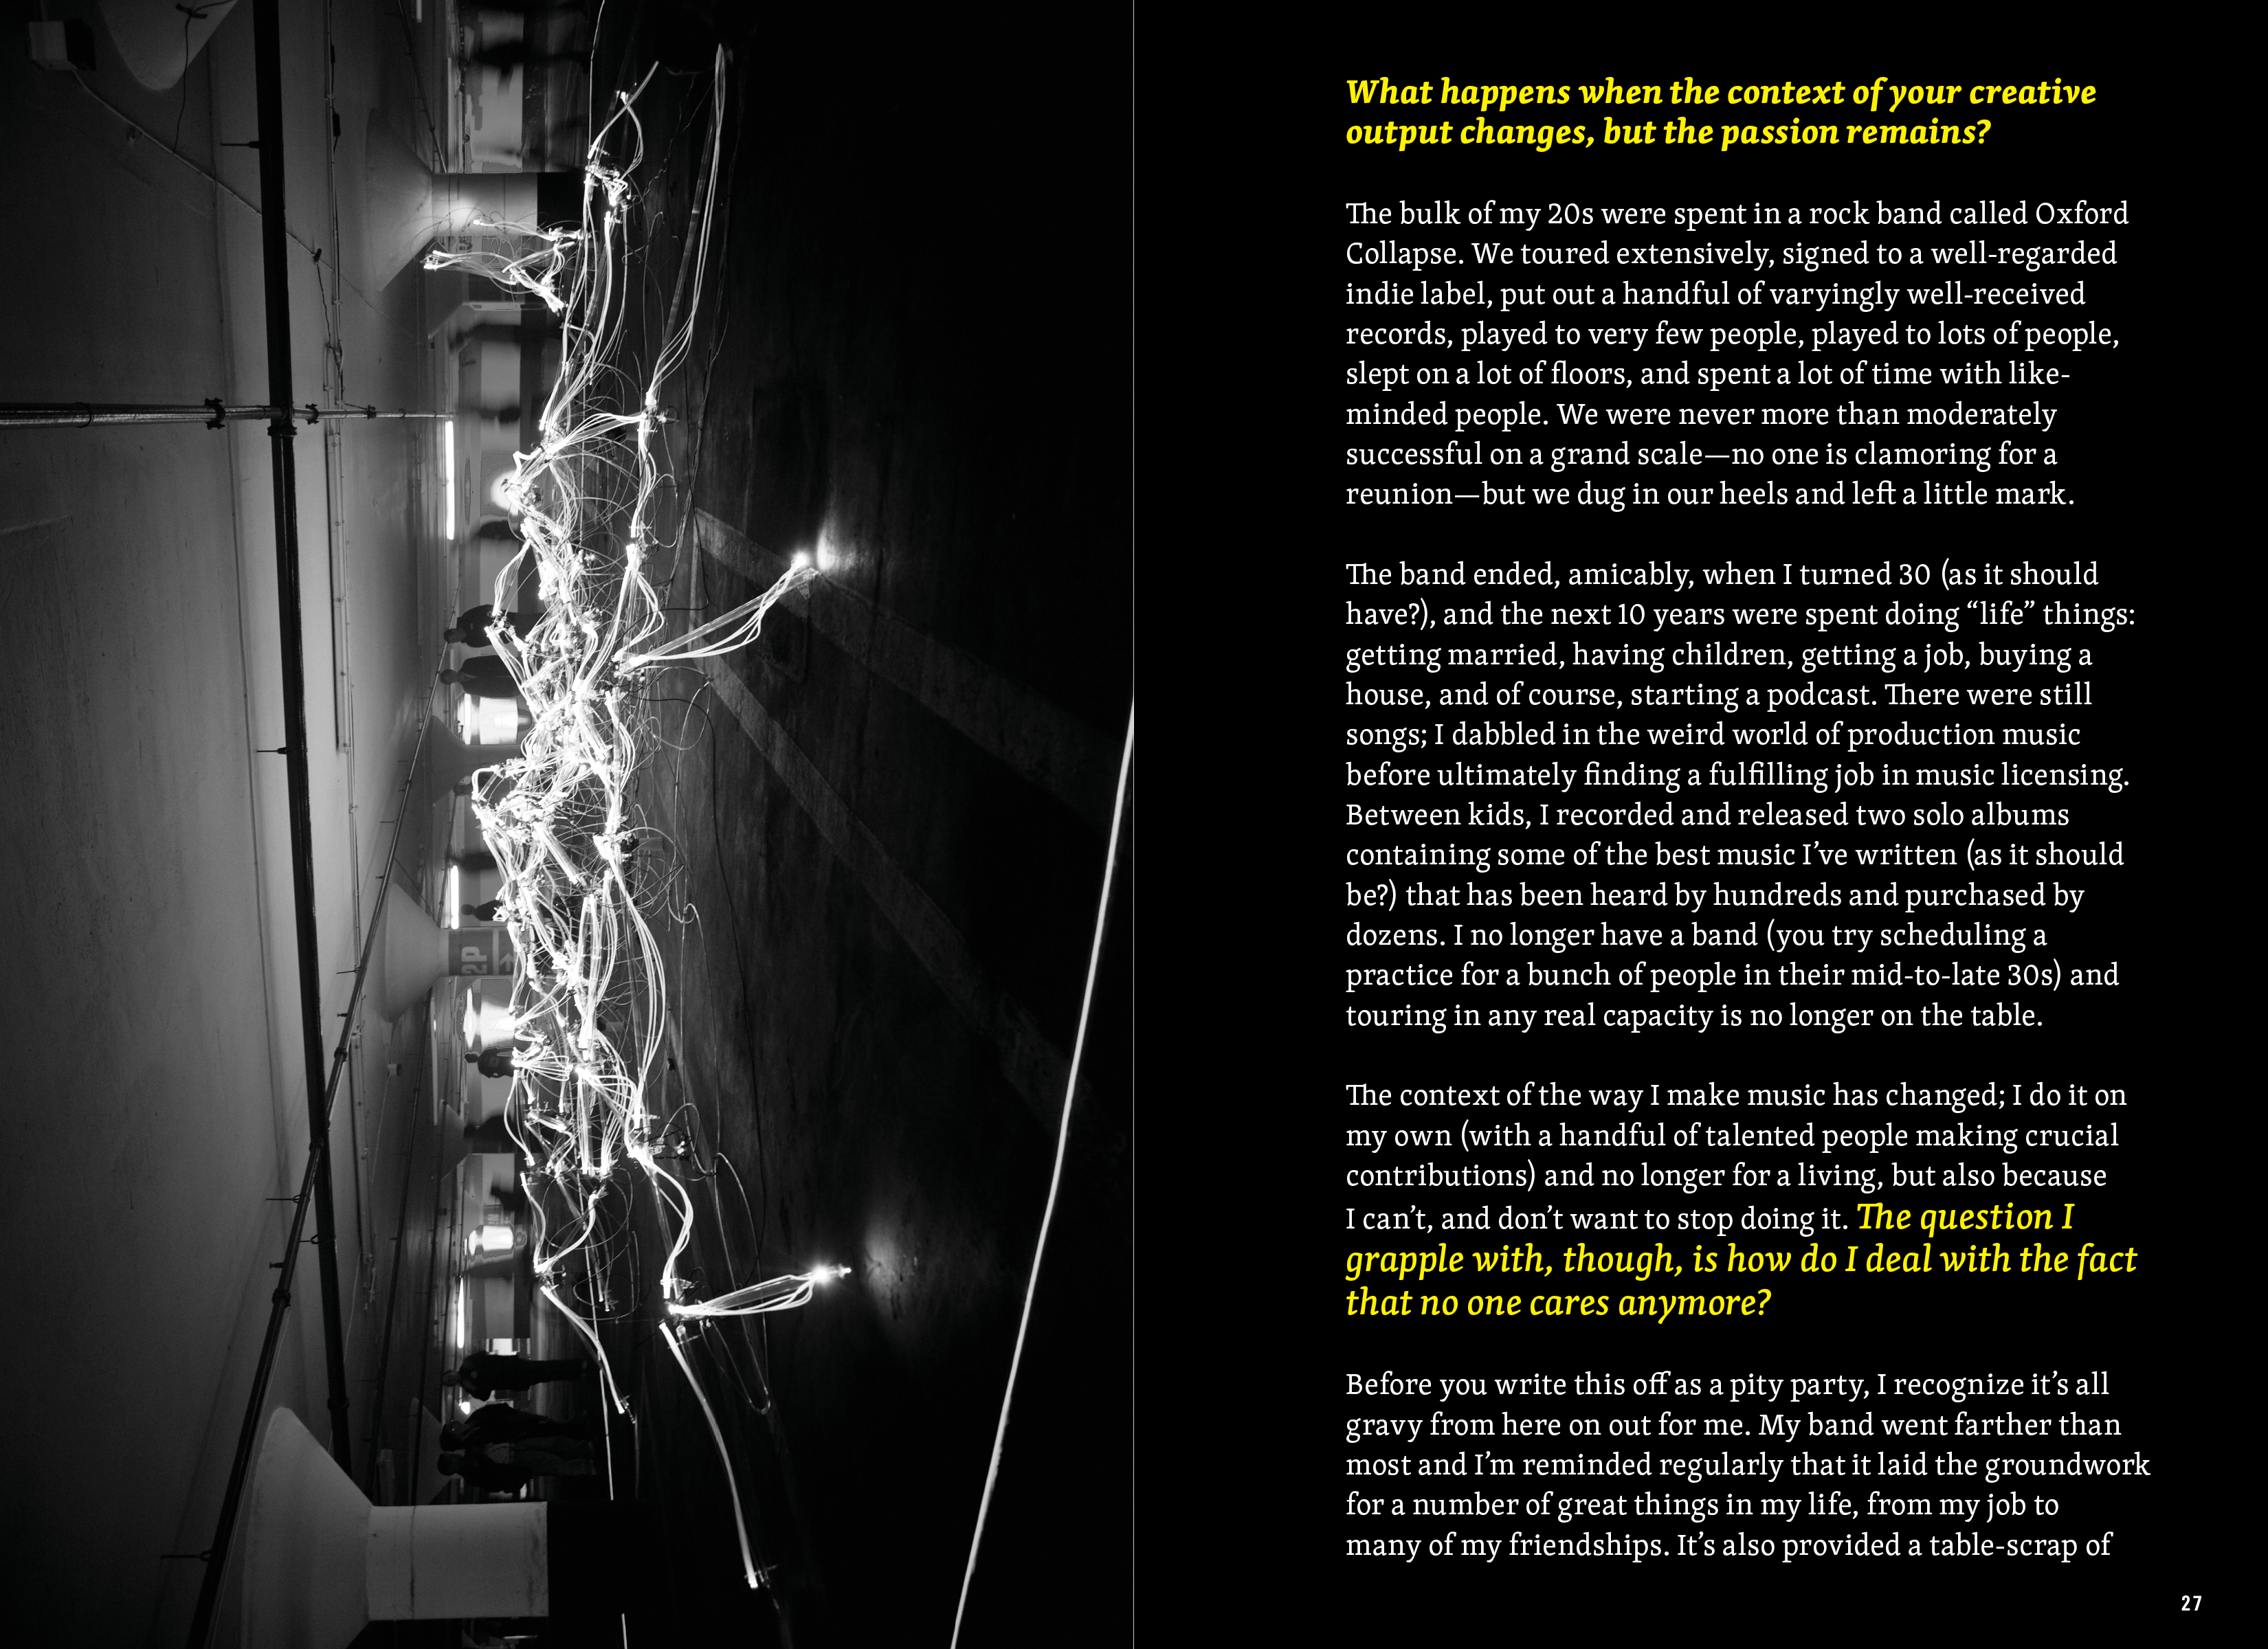 What happens when the context of your creative
output changes, but the passion remains?
The bulk of my 20s were spent in a rock band called Oxford
Collapse. We toured extensively, signed to a well-regarded
indie label, put out a handful of varyingly well-received
records, played to very few people, played to lots of people,
slept on a lot of floors, and spent a lot of time with like-
minded people. We were never more than moderately
successful on a grand scale—no one is clamoring for a
reunion—but we dug in our heels and left a little mark.
The band ended, amicably, when I turned 30 (as it should
have?), and the next 10 years were spent doing “life” things:
getting married, having children, getting a job, buying a
house, and of course, starting a podcast. There were still
songs; I dabbled in the weird world of production music
before ultimately finding a fulfilling job in music licensing.
Between kids, I recorded and released two solo albums
containing some of the best music I’ve written (as it should
be?) that has been heard by hundreds and purchased by
dozens. I no longer have a band (you try scheduling a
practice for a bunch of people in their mid-to-late 30s) and
touring in any real capacity is no longer on the table.
The context of the way I make music has changed; I do it on
my own (with a handful of talented people making crucial
contributions) and no longer for a living, but also because
I can’t, and don’t want to stop doing it. The question I
grapple with, though, is how do I deal with the fact
that no one cares anymore?
Before you write this off as a pity party, I recognize it’s all
gravy from here on out for me. My band went farther than
most and I’m reminded regularly that it laid the groundwork
for a number of great things in my life, from my job to
many of my friendships. It’s also provided a table-scrap of
27
2P